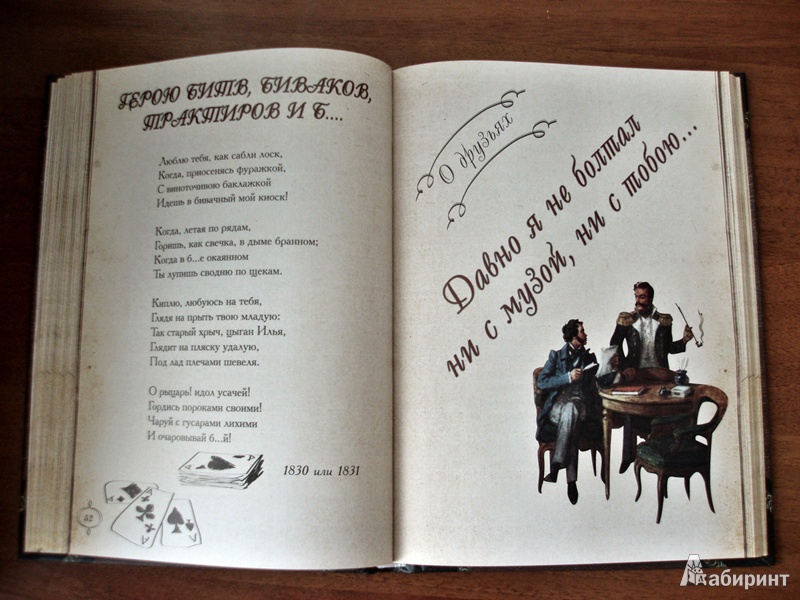 ГЕРОЮ БИТВ, БИВАКОВ,
ТРАКТИРОВ И Б....
Люблю тебя, как сабли лоск,
Когда, приосенясь фуражкой,
С виноточивою баклажкой
Идешь в бивачный мой киоск!
Когда, летая по рядам,
Горишь, как свечка, в дыме бранном;
Когда в б...е окаянном
Ты лупишь сводню по щекам.
Киплю, любуюсь на тебя,
Глядя на прыть твою младую:
Так старый хрыч, цыган Илья,
Глядит на пляску удалую,
Под лад плечами шевеля.
О рыцарь! идол усачей!
Гордись пороками своими!
Чаруй с гусарами лихими
И очаровывай б...й!
1830 или 1831
52
О друзьях
Давно я не болтал
ни с музой, ни с тобою...
Лабиринт